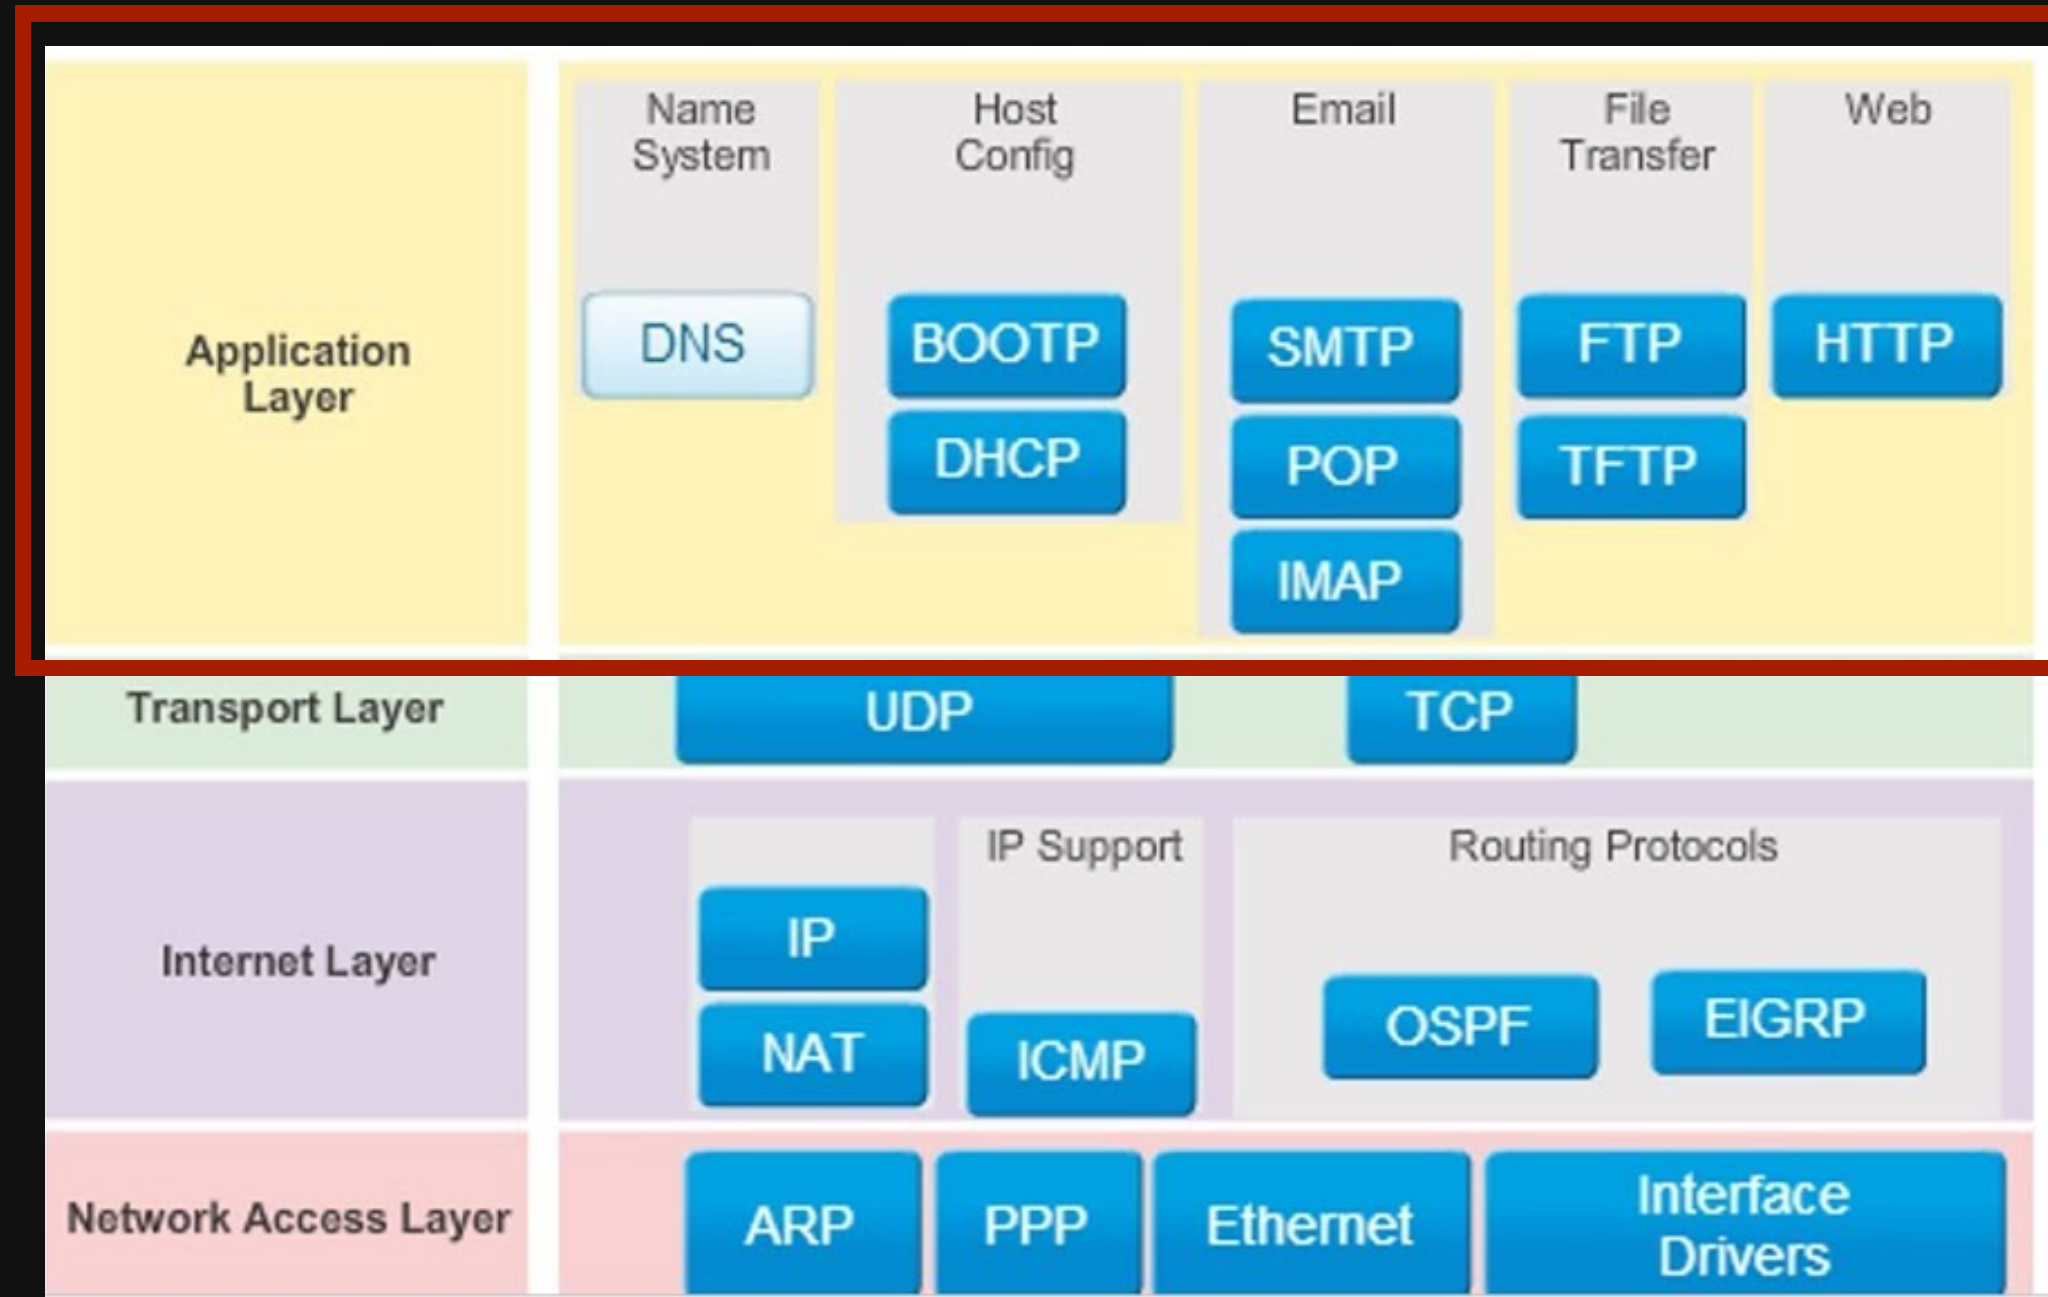 Application
Layer
Name
System
DNS
Host
Config
BOOTP
DHCP
Email
SMTP
POP
IMAP
File
Transfer
FTP
TFTP
Web
HTTP
Transport Layer
UDP
TCP
Internet Layer
IP
NAT
IP Support
ICMP
Routing Protocols
OSPF
EIGRP
Network Access Layer
ARP
PPP
Ethernet
Interface
Drivers